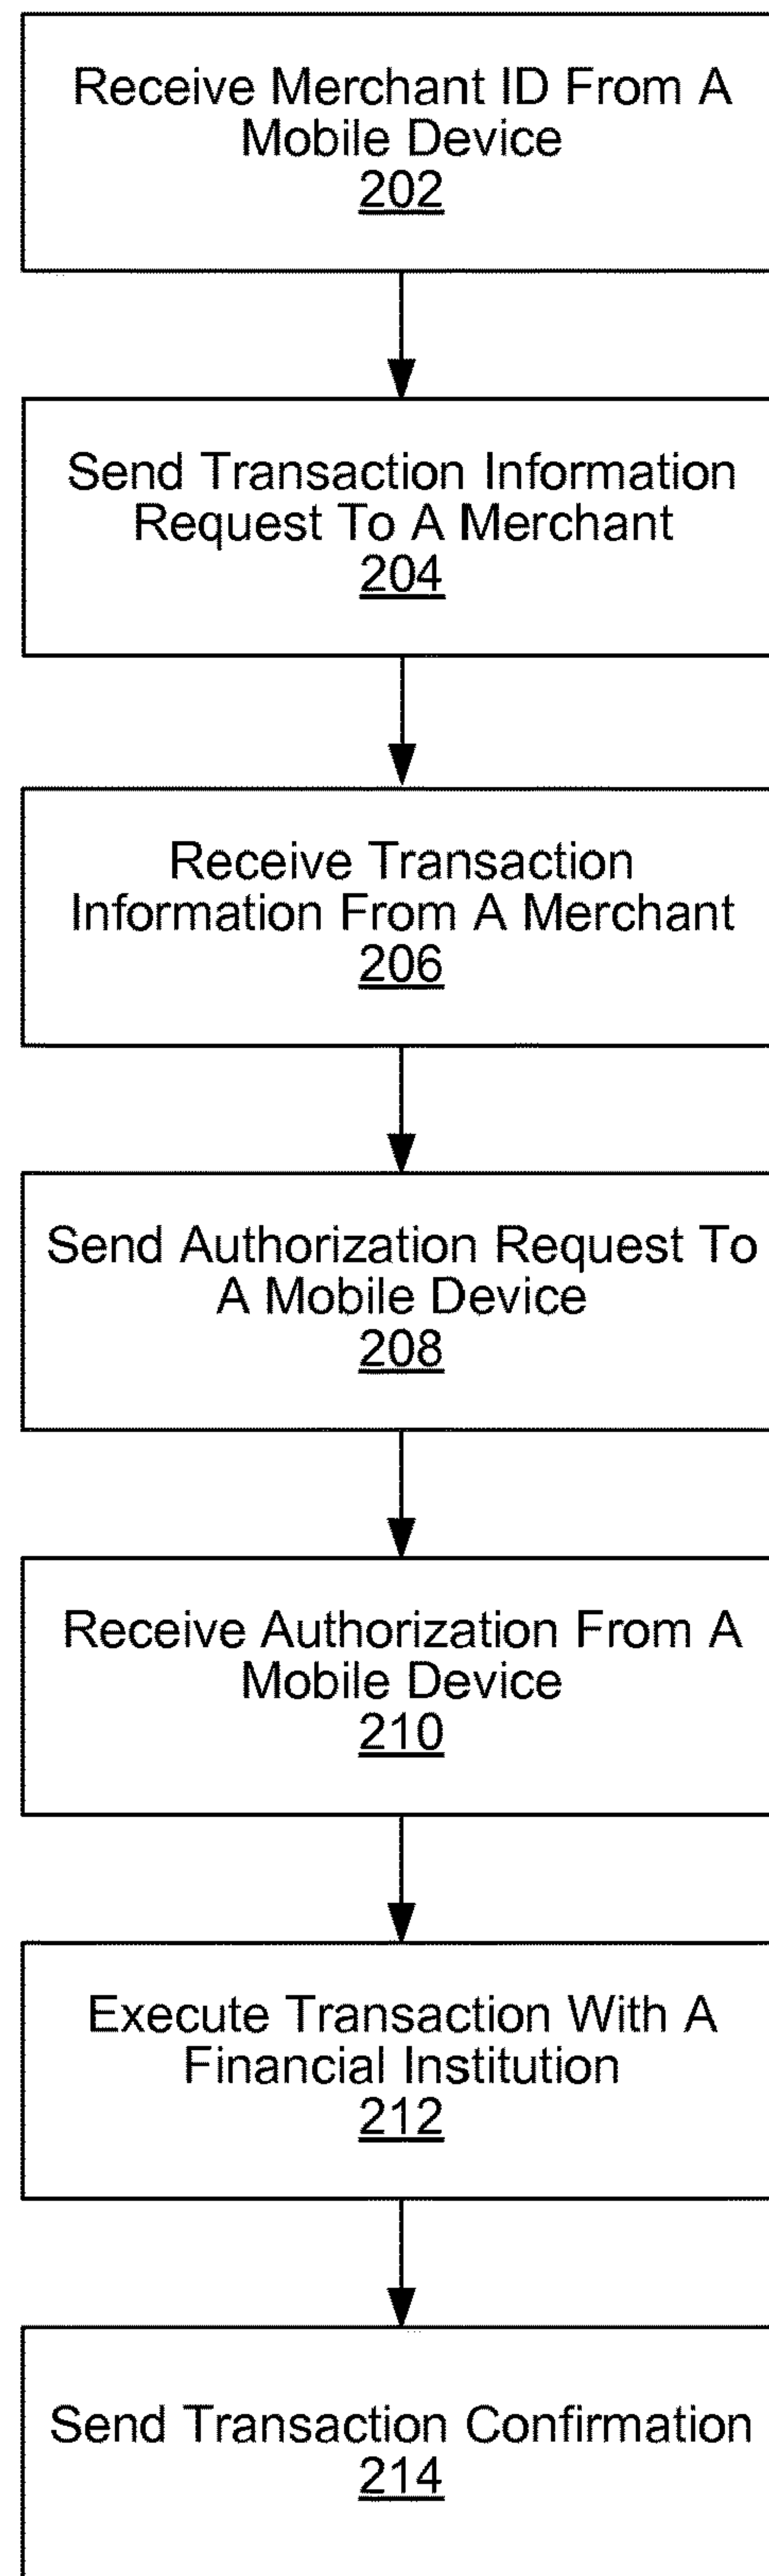 Receive Merchant ID From A
Mobile Device
202
Send Transaction Information
Request To A Merchant
204
Receive Transaction
Information From A Merchant
206
Send Authorization Request To
A Mobile Device
208
Receive Authorization From A
Mobile Device
210
Execute Transaction With A
Financial Institution
212
Send Transaction Confirmation
214